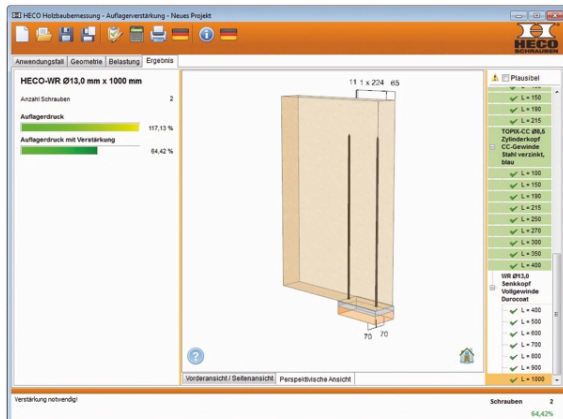 HECO Holzbaubemessung - Auflagerverstärkung - Neues Projekt
HECO
SCHRAUBEN
Anwendungsfall Geometrie Belastung Ergebnis
HECO-WR Ø13,0 mm x 1000 mm
Anzahl Schrauben 2
Auflagerdruck
117,13 %
Auflagerdruck mit Verstärkung
64,42 %
11 1 x 224 65
70 70
Vorderansicht / Seitenansicht Perspektivische Ansicht
Plausibel
L = 150
L = 190
L = 215
TOPIX-CC Ø8,5
Zylinderkopf
CC-Gewinde
Stahl verzinkt,
blau
L = 100
L = 150
L = 190
L = 215
L = 250
L = 270
L = 300
L = 350
L = 400
WR Ø13,0
Senkkopf
Vollgewinde
Durocoat
L = 400
L = 500
L = 600
L = 700
L = 800
L = 900
L = 1000
Verstärkung notwendig!
Schrauben 2
64,42%